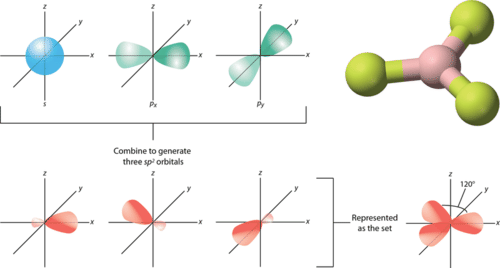 z
y
x
s
z
y
x
px
z
y
x
py
Combine to generate
three sp² orbitals
z
y
x
z
y
x
z
y
x
Represented
as the set
z
120°
y
x